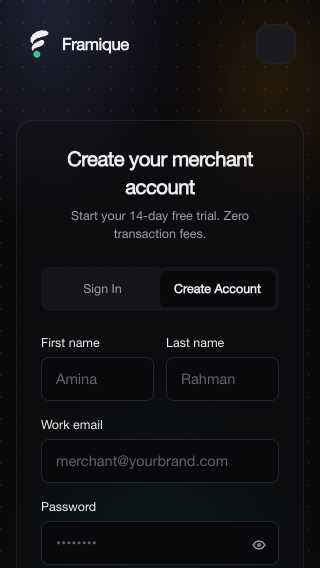 Framique
Create your merchant
account
Start your 14-day free trial. Zero
transaction fees.
Sign In
Create Account
First name
Last name
Amina
Rahman
Work email
merchant@yourbrand.com
Password
••••••••